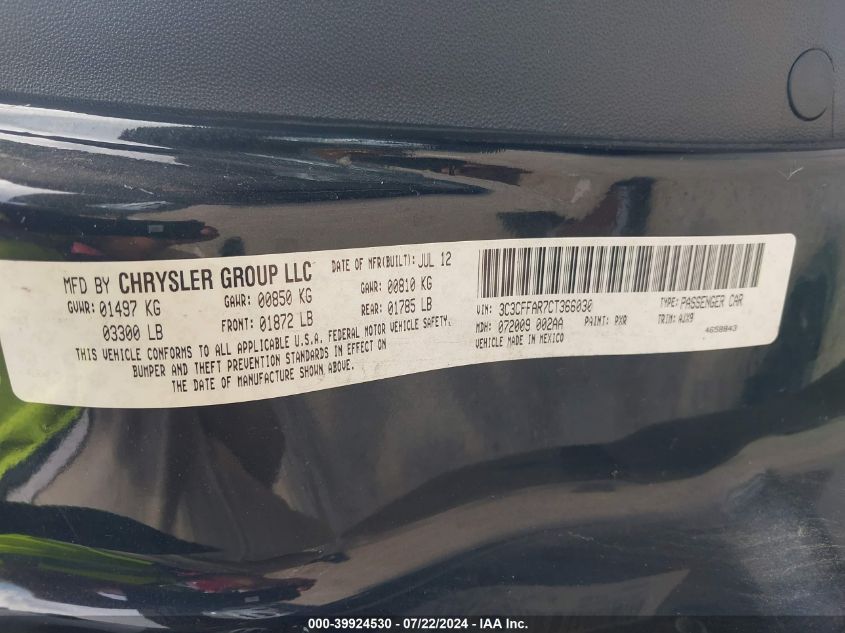 MFD BY CHRYSLER GROUP LLC DATE OF MFR(BUILT): JUL 12
GVWR: 01497 KG GAWR: 00850 KG GAWR: 00810 KG
03300 LB FRONT: 01872 LB REAR: 01785 LB
THIS VEHICLE CONFORMS TO ALL APPLICABLE U.S.A. FEDERAL MOTOR VEHICLE SAFETY,
BUMPER AND THEFT PREVENTION STANDARDS IN EFFECT ON
THE DATE OF MANUFACTURE SHOWN ABOVE.
VIN: 3C3CFFAR7CT366030 TYPE: PASSENGER CAR
MDH: 072009 002AA PAINT: PXR TRIM: AJX9
VEHICLE MADE IN MEXICO 4658843
000-39924530 - 07/22/2024 - IAA Inc.